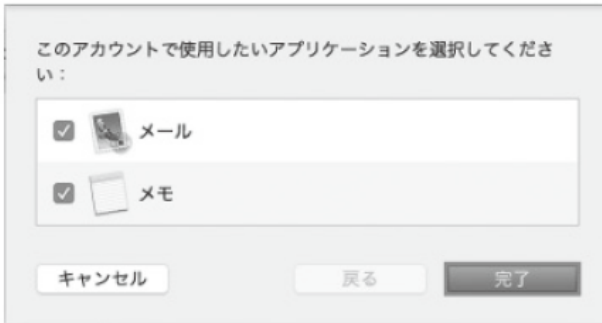 このアカウントで使用したいアプリケーションを選択してくださ
い：
メール
メモ
キャンセル
戻る
完了